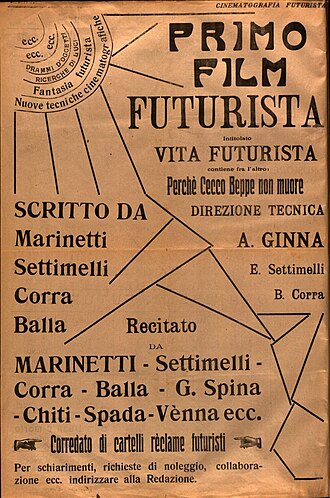 CINEMATOGRAFIA FUTURISTA
ecc.
ecc.
ecc.
DRAMMI D'OGGETTI
RICERCHE DI LUCI
Fantasia futurista
Nuove tecniche cinematografiche
PRIMO
FILM
FUTURISTA
Intitolato
VITA FUTURISTA
contiene fra l'altro:
Perchè Cecco Beppe non muore
SCRITTO DA
Marinetti
Settimelli
Corra
Balla
DIREZIONE TECNICA
A. GINNA
E. Settimelli
B. Corra
Recitato
DA
MARINETTI - Settimelli -
Corra - Balla - G. Spina
-Chiti - Spada - Vènna ecc.
Corredato di cartelli rèclame futuristi
Per schiarimenti, richieste di noleggio, collabora-
zione ecc. indirizzare alla Redazione.